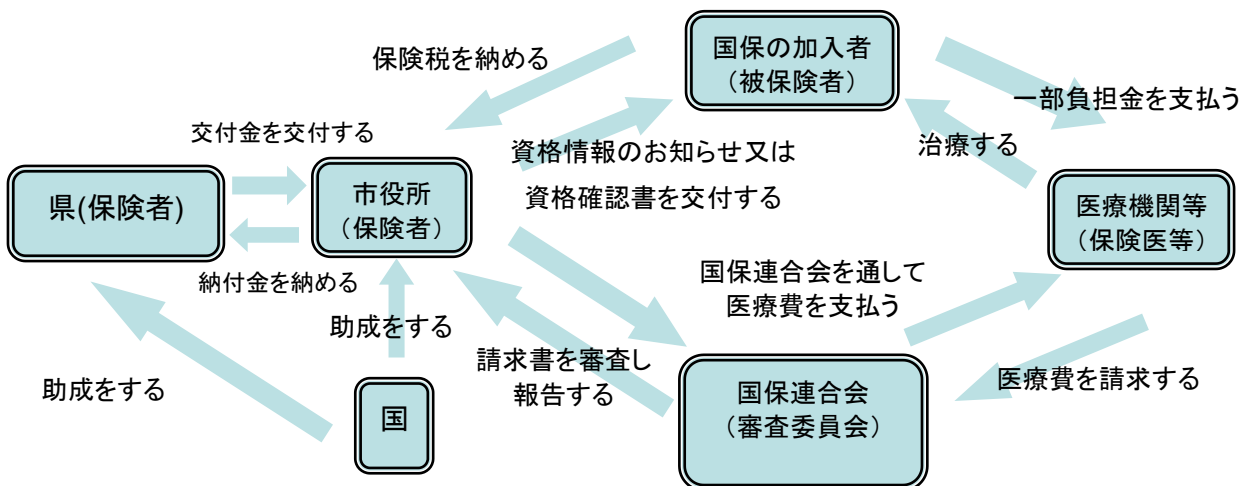 国保の加入者
（被保険者）
保険税を納める
一部負担金を支払う
交付金を交付する
資格情報のお知らせ又は
資格確認書を交付する
治療する
県(保険者)
市役所
（保険者）
医療機関等
（保険医等）
納付金を納める
国保連合会を通して
医療費を支払う
助成をする
請求書を審査し
報告する
助成をする
医療費を請求する
国
国保連合会
（審査委員会）